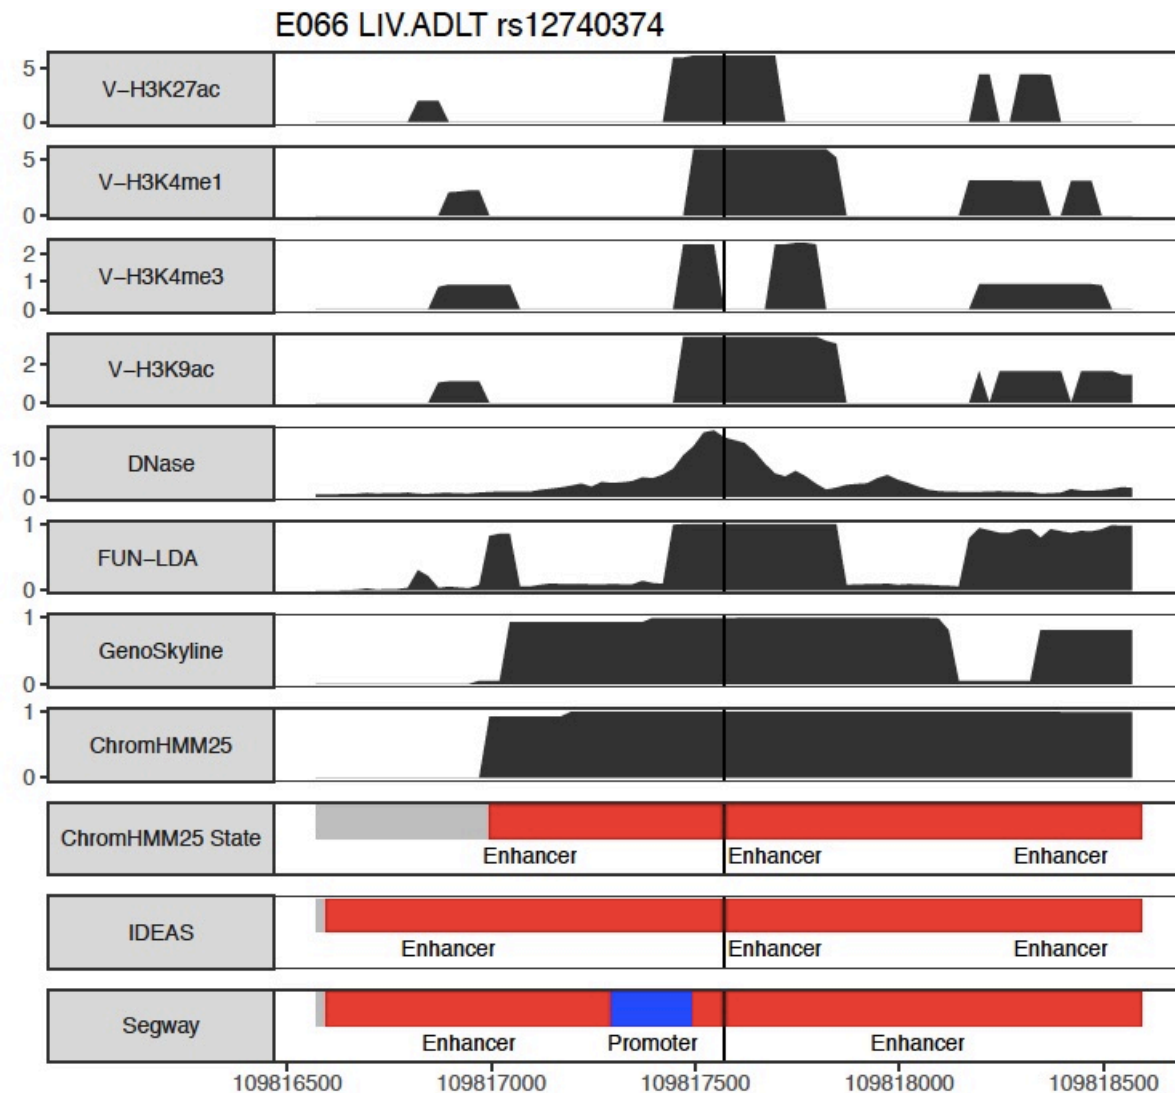 E066 LIV.ADLT rs12740374
5
V−H3K27ac
0
5
V−H3K4me1
0
2
V−H3K4me3
1
0
2
V−H3K9ac
0
10
DNase
0
1
FUN−LDA
0
1
GenoSkyline
0
1
ChromHMM25
0
ChromHMM25 State
Enhancer Enhancer Enhancer
IDEAS
Enhancer Enhancer Enhancer
Segway
Enhancer Promoter Enhancer
109816500 109817000 109817500 109818000 109818500